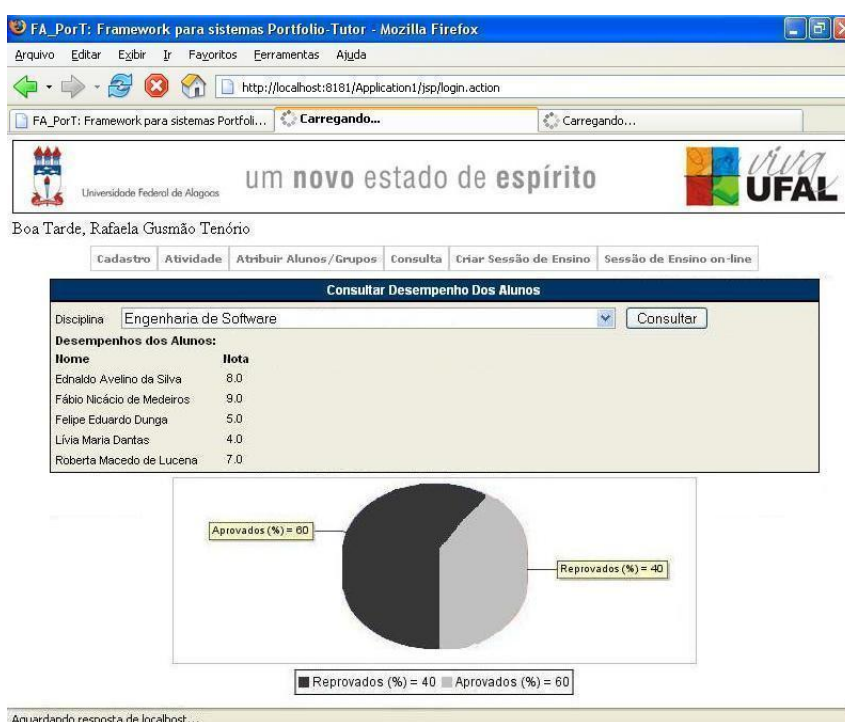 FA_PorT: Framework para sistemas Portfolio-Tutor - Mozilla Firefox
Arquivo Editar Exibir Ir Favoritos Ferramentas Ajuda
http://localhost:8181/Application1/jsp/login.action
FA_PorT: Framework para sistemas Portfoli... Carregando... Carregando...
Universidade Federal de Alagoas um novo estado de espírito viva UFAL
Boa Tarde, Rafaela Gusmão Tenório
Cadastro Atividade Atribuir Alunos/Grupos Consulta Criar Sessão de Ensino Sessão de Ensino on-line
Consultar Desempenho Dos Alunos
Disciplina Engenharia de Software Consultar
Desempenhos dos Alunos:
Nome Nota
Ednaldo Avelino da Silva 8.0
Fábio Nicácio de Medeiros 9.0
Felipe Eduardo Dunga 5.0
Lívia Maria Dantas 4.0
Roberta Macedo de Lucena 7.0
Aprovados (%) = 60
Reprovados (%) = 40
Reprovados (%) = 40 Aprovados (%) = 60
Aguardando resposta de localhost...